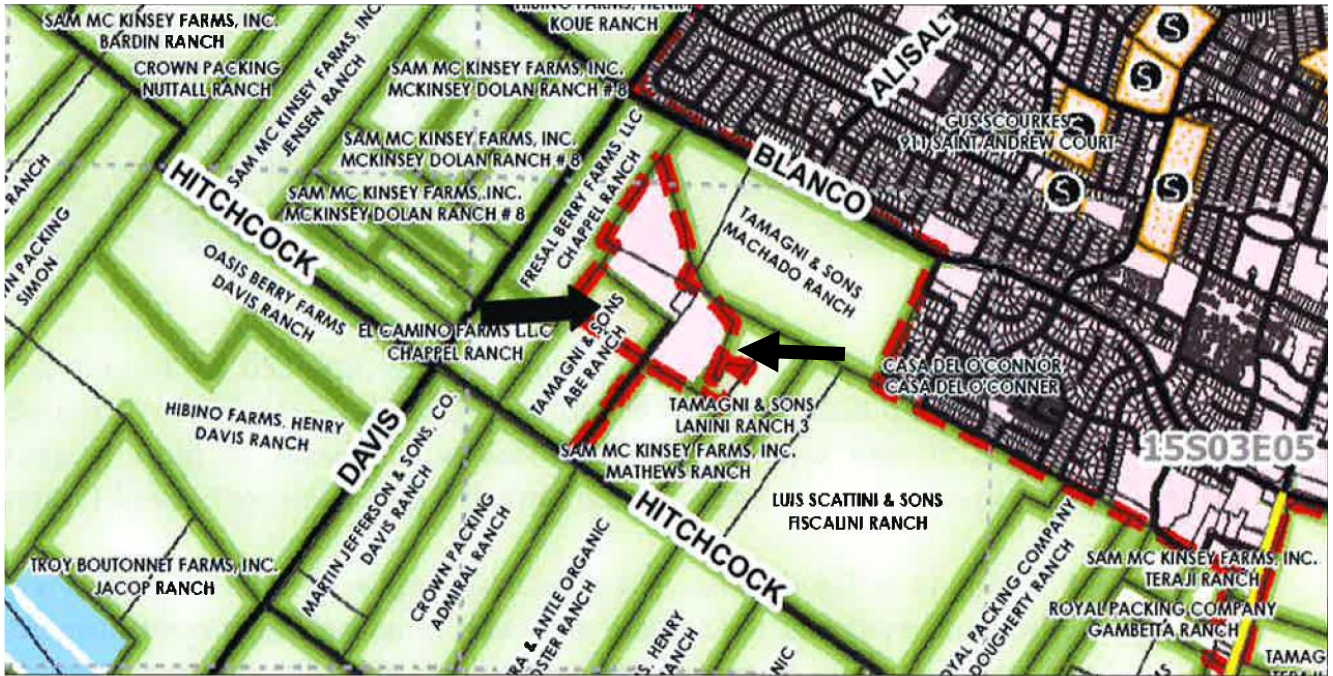 SAM MC KINSEY FARMS, INC.
BARDIN RANCH
CROWN PACKING
NUTTALL RANCH
SAM MC KINSEY FARMS, INC.
JENSEN RANCH
KOUE RANCH
SAM MC KINSEY FARMS, INC.
MCKINSEY DOLAN RANCH # 8
SAM MC KINSEY FARMS, INC.
MCKINSEY DOLAN RANCH # 8
SAM MC KINSEY FARMS, INC.
MCKINSEY DOLAN RANCH # 8
ALISAL
GUS SCOURKES
911 SAINT ANDREW COURT
S
S
S
S
S
BLANCO
FRESAL BERRY FARMS LLC
CHAPPEL RANCH
TAMAGNI & SONS
MACHADO RANCH
RANCH
PACKING
SIMON
HITCHCOCK
OASIS BERRY FARMS
DAVIS RANCH
EL CAMINO FARMS L.L.C
CHAPPEL RANCH
TAMAGNI & SONS
ABE RANCH
CASA DEL O'CONNOR,
CASA DEL O'CONNER
TAMAGNI & SONS
LANINI RANCH 3
SAM MC KINSEY FARMS, INC.
MATHEWS RANCH
HIBINO FARMS. HENRY
DAVIS RANCH
DAVIS
15S03E05
LUIS SCATTINI & SONS
FISCALINI RANCH
HITCHCOCK
MARTIN JEFFERSON & SONS. CO.
DAVIS RANCH
CROWN PACKING
ADMIRAL RANCH
& ANTLE ORGANIC
RANCH
HENRY
TROY BOUTONNET FARMS, INC.
JACOP RANCH
PACKING COMPANY
DOUGHERTY RANCH
SAM MC KINSEY FARMS, INC.
TERAJI RANCH
ROYAL PACKING COMPANY
GAMBETTA RANCH